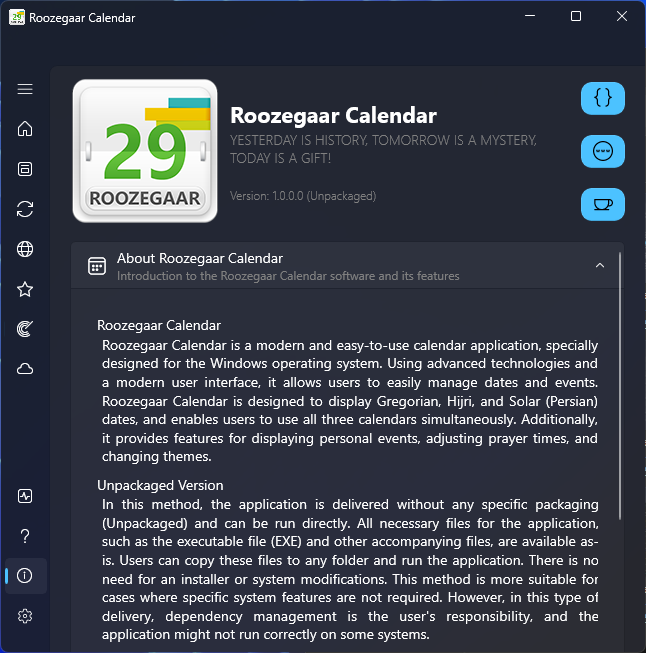 Roozegaar Calendar
29
ROOZEGAAR
Roozegaar Calendar
YESTERDAY IS HISTORY, TOMORROW IS A MYSTERY,
TODAY IS A GIFT!
Version: 1.0.0.0 (Unpackaged)
About Roozegaar Calendar
Introduction to the Roozegaar Calendar software and its features
Roozegaar Calendar
Roozegaar Calendar is a modern and easy-to-use calendar application, specially
designed for the Windows operating system. Using advanced technologies and
a modern user interface, it allows users to easily manage dates and events.
Roozegaar Calendar is designed to display Gregorian, Hijri, and Solar (Persian)
dates, and enables users to use all three calendars simultaneously. Additionally,
it provides features for displaying personal events, adjusting prayer times, and
changing themes.
Unpackaged Version
In this method, the application is delivered without any specific packaging
(Unpackaged) and can be run directly. All necessary files for the application,
such as the executable file (EXE) and other accompanying files, are available as-
is. Users can copy these files to any folder and run the application. There is no
need for an installer or system modifications. This method is more suitable for
cases where specific system features are not required. However, in this type of
delivery, dependency management is the user's responsibility, and the
application might not run correctly on some systems.